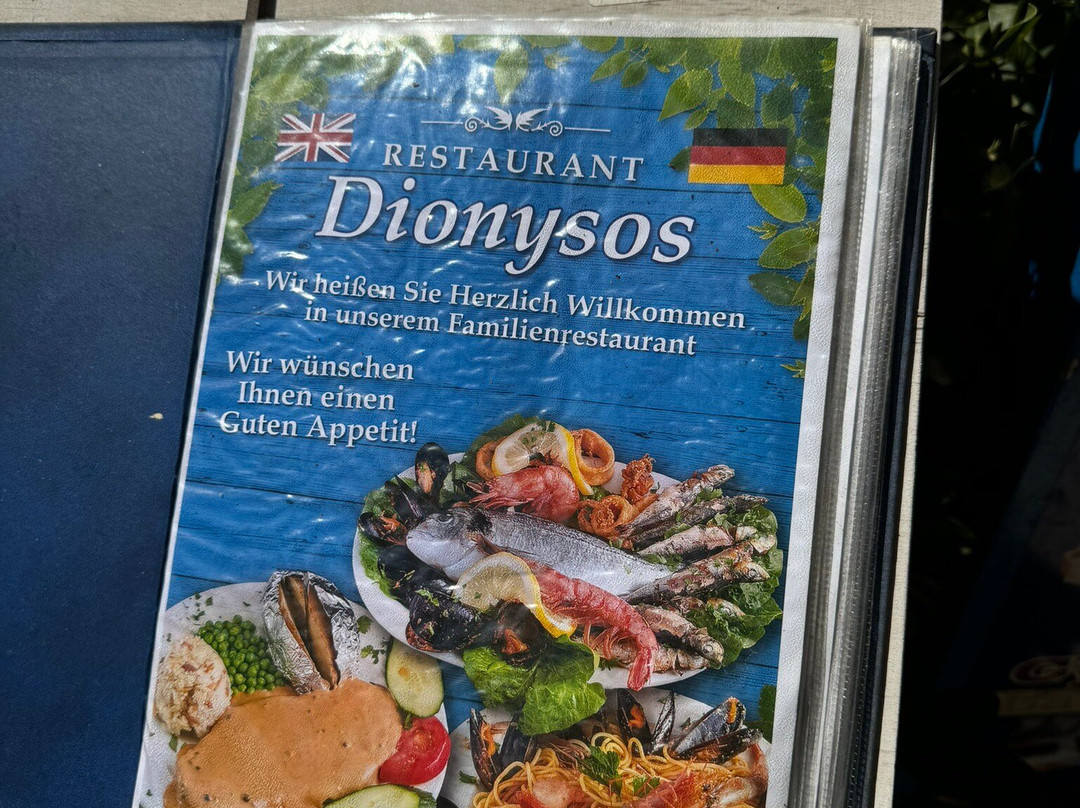 RESTAURANT
Dionysos
Wir heißen Sie Herzlich Willkommen
in unserem Familienrestaurant
Wir wünschen
Ihnen einen
Guten Appetit!